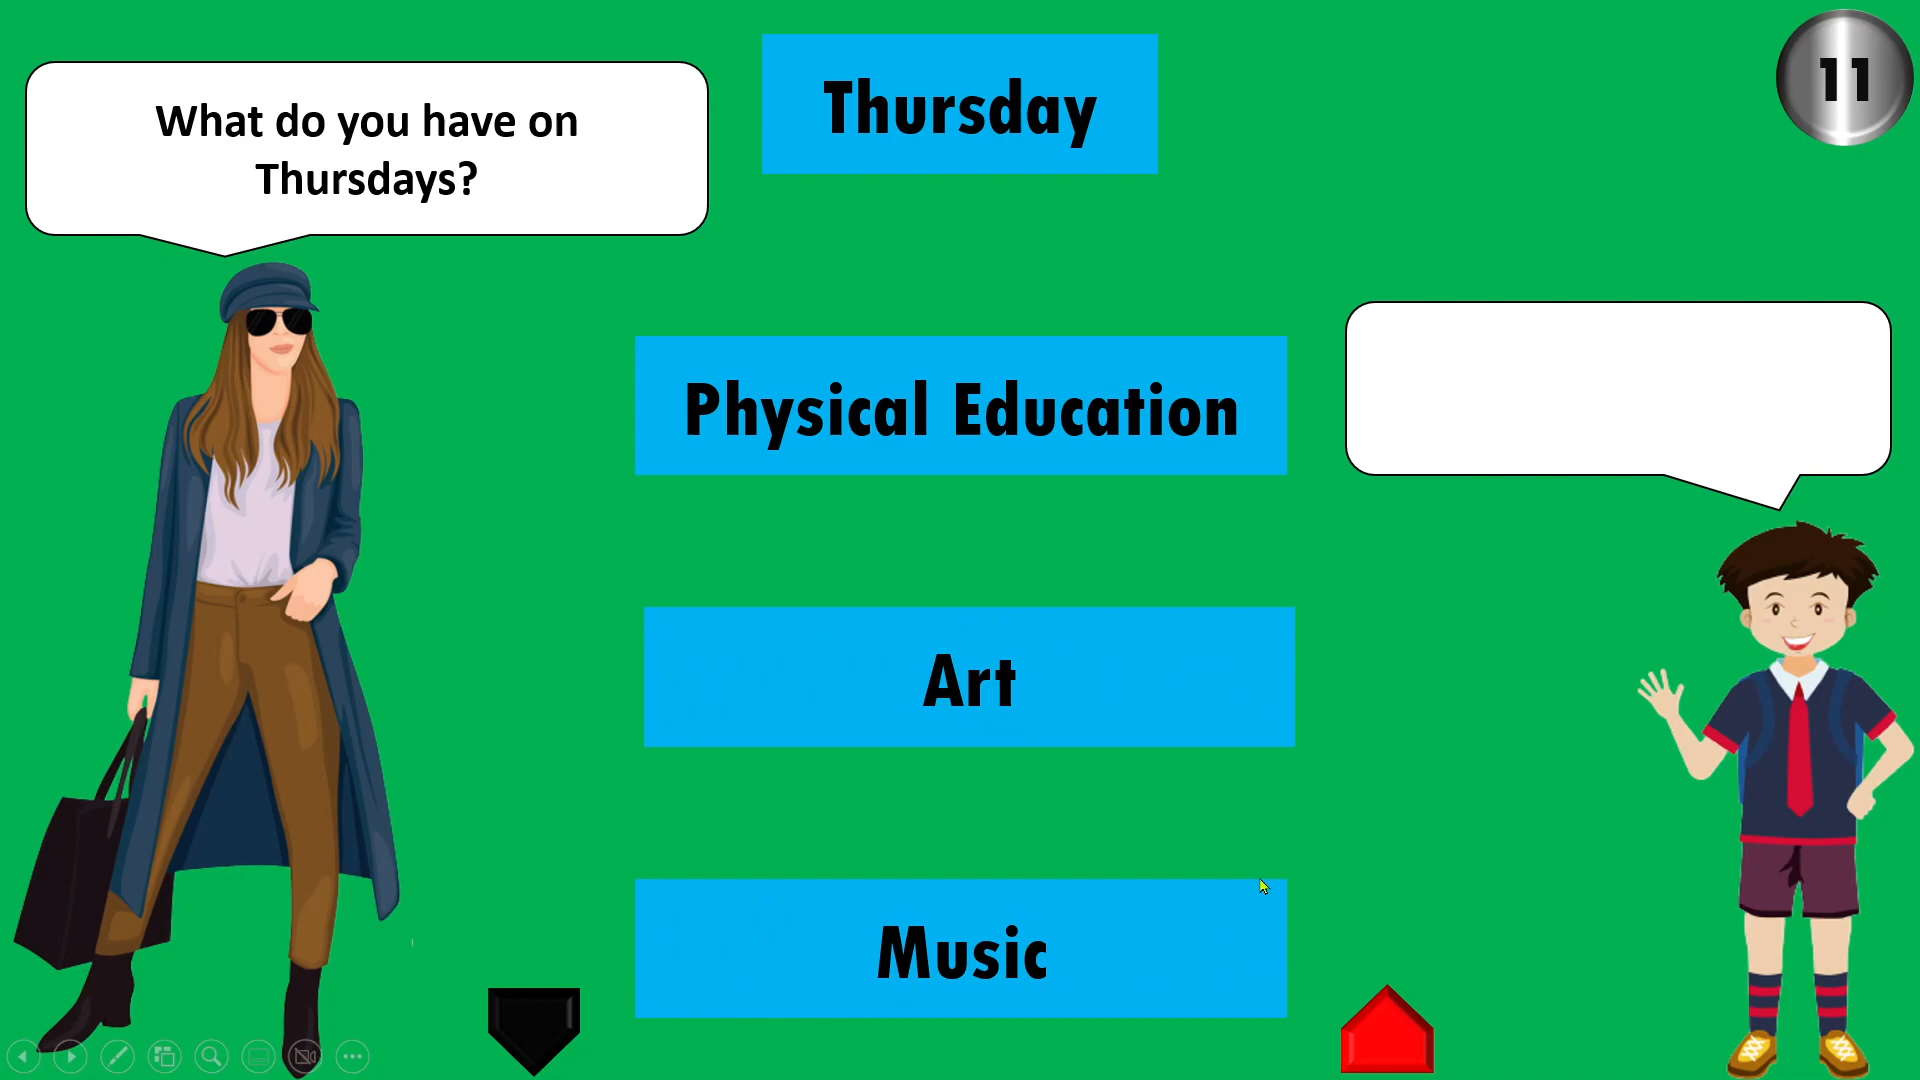 What do you have on
Thursdays?
Thursday
11
Physical Education
Art
Music